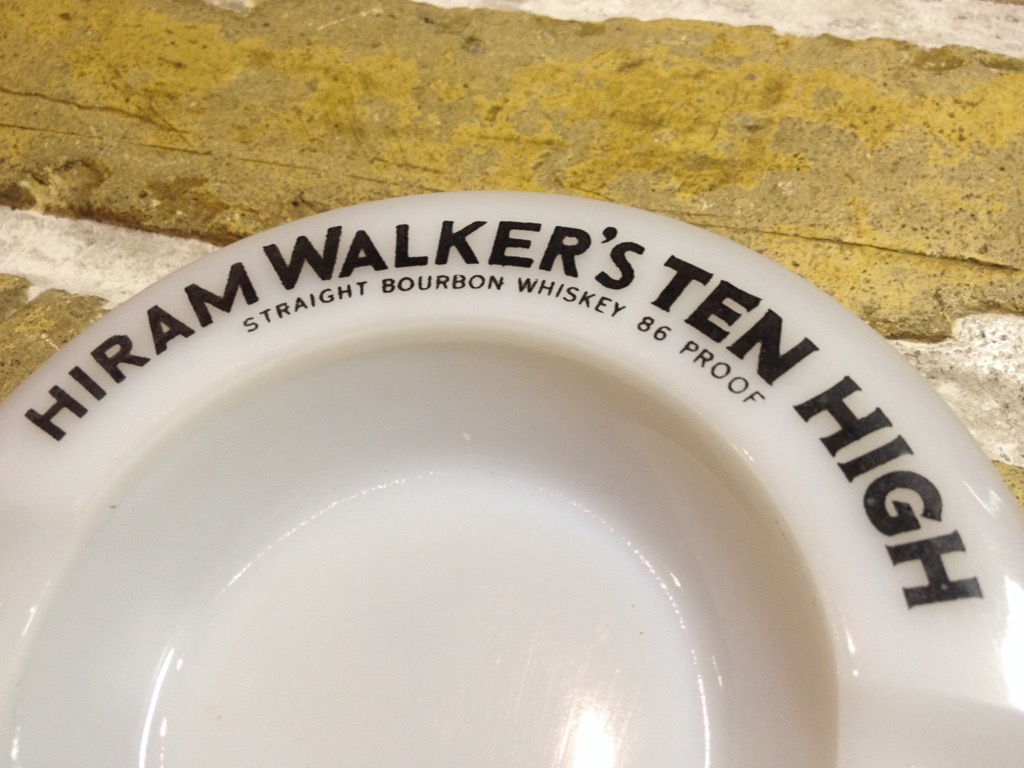 HIRAM WALKER'S TEN HIGH
STRAIGHT BOURBON WHISKEY 86 PROOF